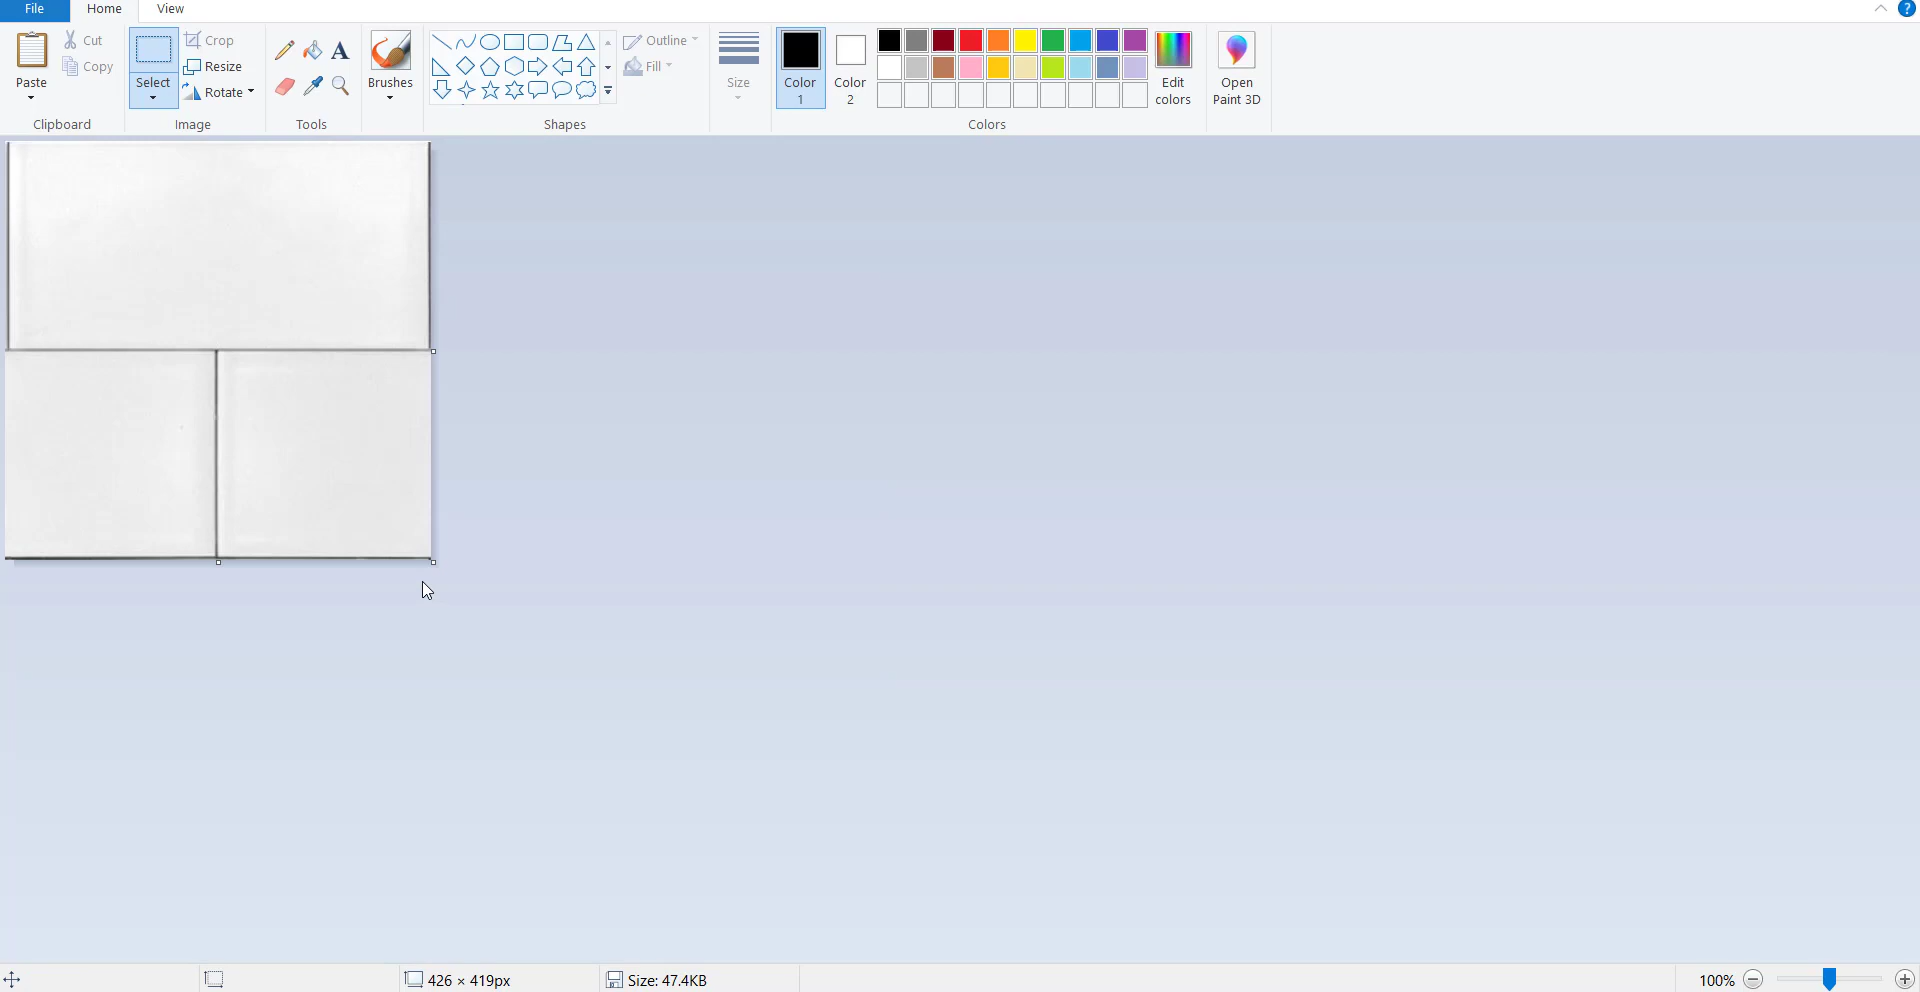 File Home View
Paste
Cut
Copy
Clipboard
Select
Crop
Resize
Rotate
Image
A
Tools
Brushes
Outline
Fill
Shapes
Size
Color
1
Color
2
Edit
colors
Colors
Open
Paint 3D
?
426 × 419px
Size: 47.4KB
100%